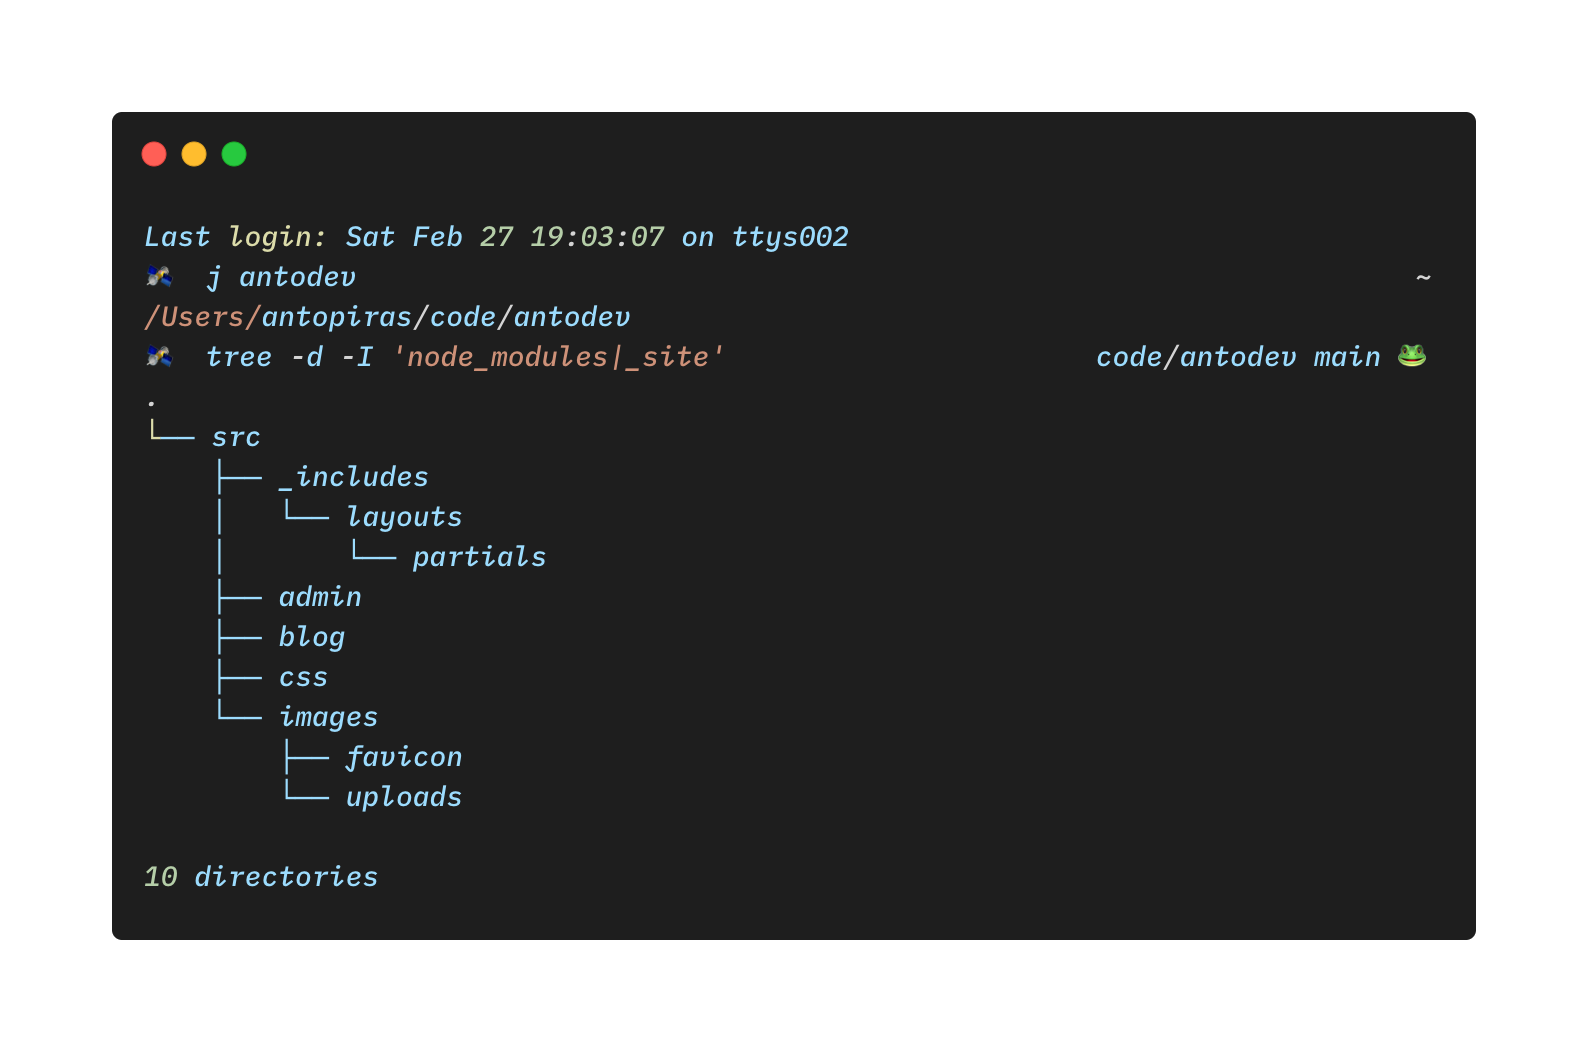 Last login: Sat Feb 27 19:03:07 on ttys002
🛰 j antodev ~
/Users/antopiras/code/antodev
🛰 tree -d -I 'node_modules|_site' code/antodev main 🐸
.
└── src
    ├── _includes
    │   └── layouts
    │       └── partials
    ├── admin
    ├── blog
    ├── css
    └── images
        ├── favicon
        └── uploads
10 directories